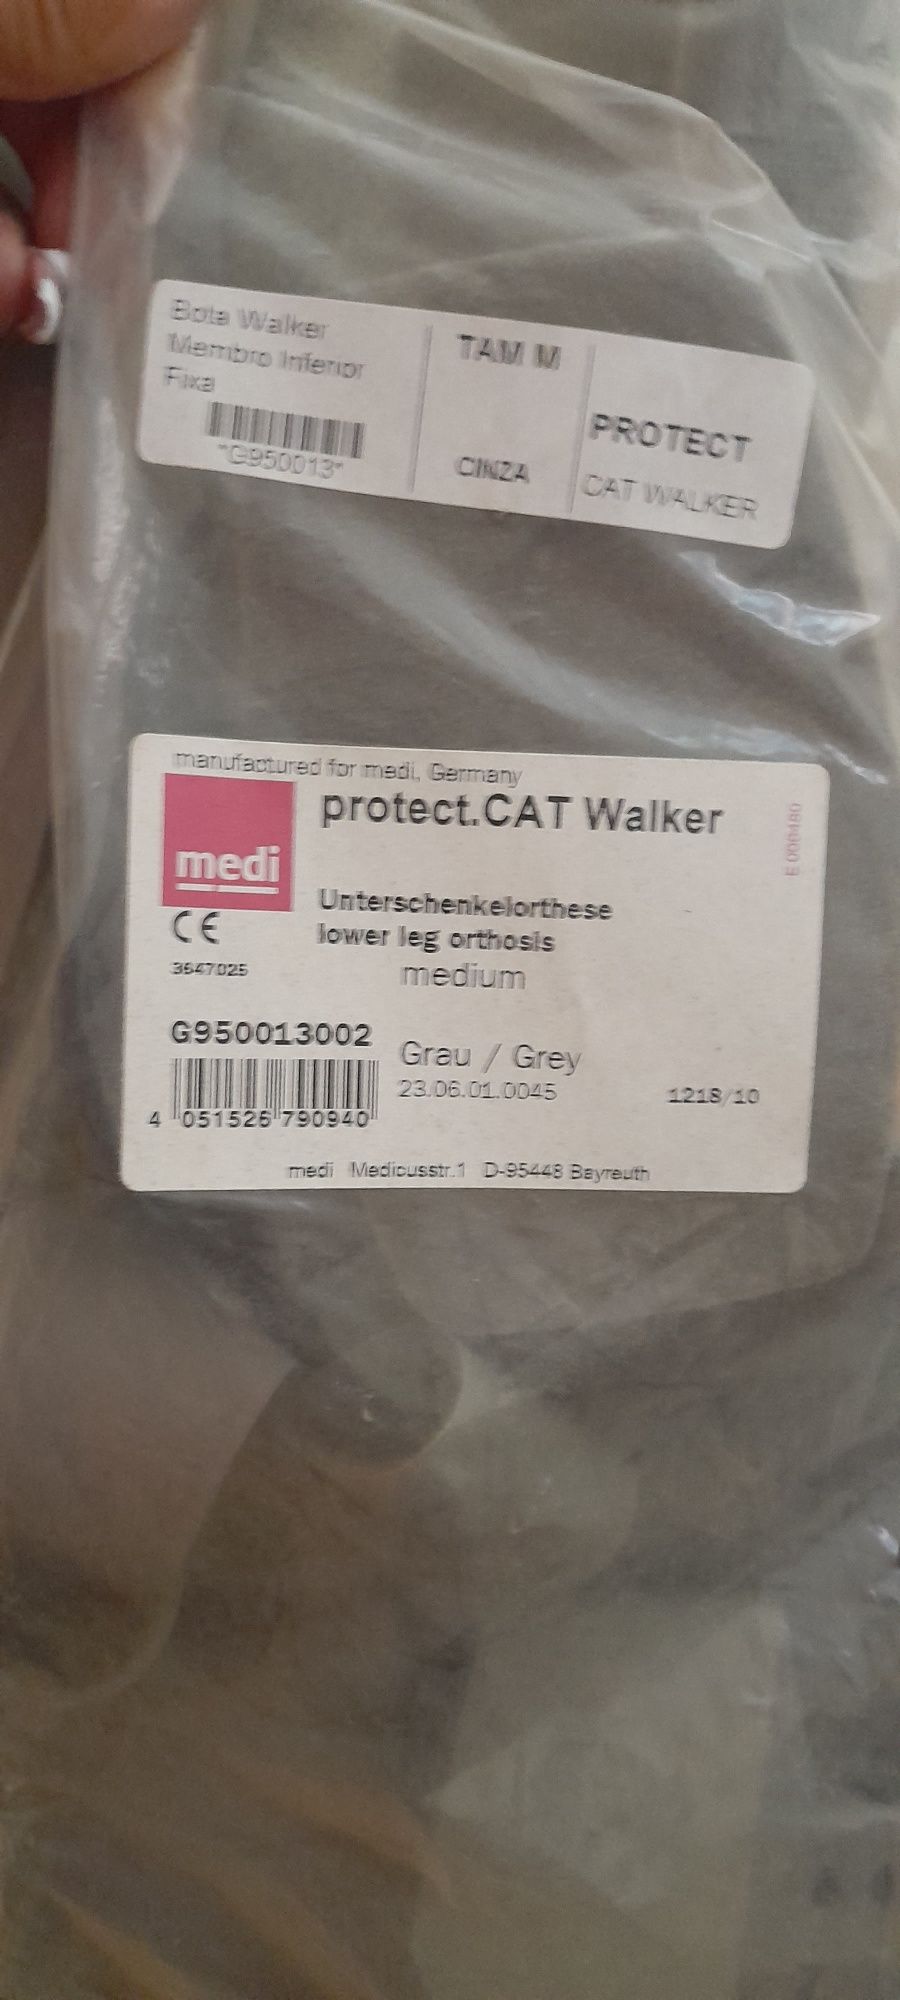 Bota Walker
Membro Inferior
Fixa
*G950013*
TAM M
CINZA
PROTECT
CAT WALKER
manufactured for medi, Germany
protect.CAT Walker
medi
E 000480
Unterschenkelorthese
lower leg orthosis
CE
3647025
medium
G950013002
Grau / Grey
23.06.01.0045
1218/10
4 051526 790940
medi Medicusstr.1 D-95448 Bayreuth